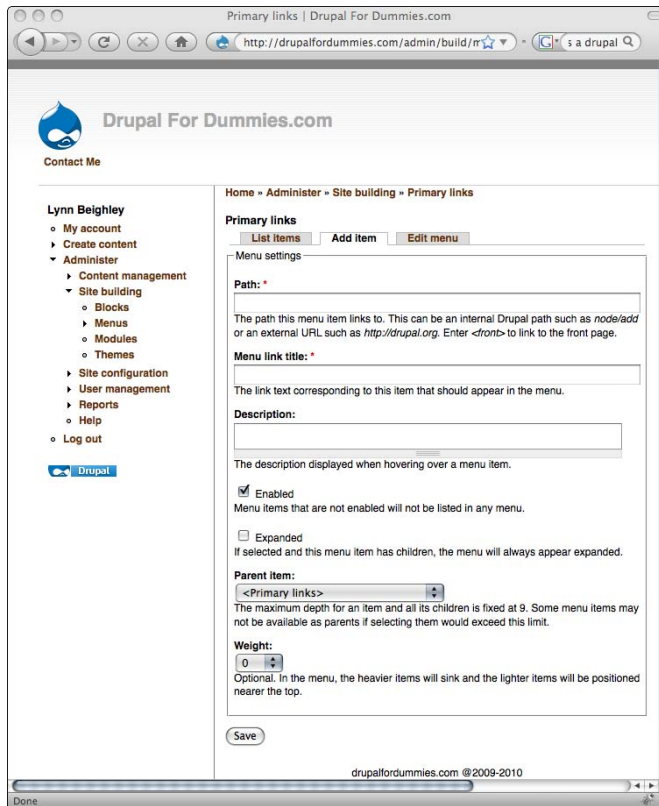 Primary links | Drupal For Dummies.com
http://drupalfordummies.com/admin/build/m
s a drupal
Drupal For Dummies.com
Contact Me
Lynn Beighley
My account
Create content
Administer
Content management
Site building
Blocks
Menus
Modules
Themes
Site configuration
User management
Reports
Help
Log out
Drupal
Home » Administer » Site building » Primary links
Primary links
List items Add item Edit menu
Menu settings
Path: *
The path this menu item links to. This can be an internal Drupal path such as node/add
or an external URL such as http://drupal.org. Enter <front> to link to the front page.
Menu link title: *
The link text corresponding to this item that should appear in the menu.
Description:
The description displayed when hovering over a menu item.
Enabled
Menu items that are not enabled will not be listed in any menu.
Expanded
If selected and this menu item has children, the menu will always appear expanded.
Parent item:
<Primary links>
The maximum depth for an item and all its children is fixed at 9. Some menu items may
not be available as parents if selecting them would exceed this limit.
Weight:
0
Optional. In the menu, the heavier items will sink and the lighter items will be positioned
nearer the top.
Save
drupalfordummies.com @2009-2010
Done